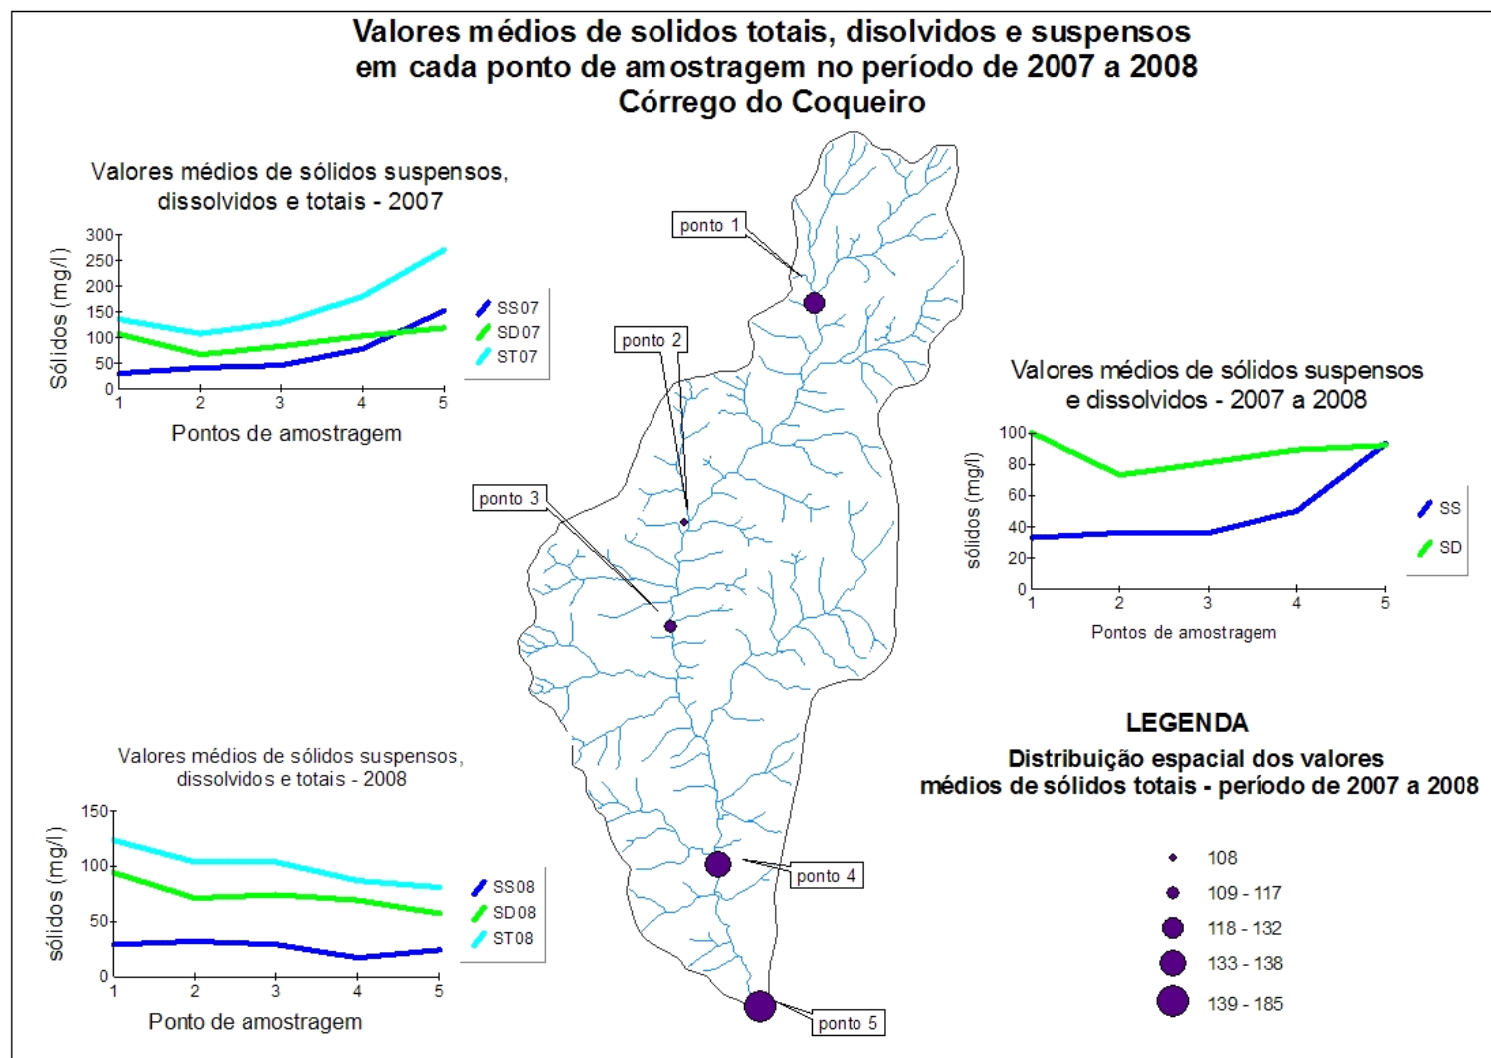 Valores médios de solidos totais, disolvidos e suspensos
em cada ponto de amostragem no período de 2007 a 2008
Córrego do Coqueiro
Valores médios de sólidos suspensos,
dissolvidos e totais - 2007
Sólidos (mg/l)
300
250
200
150
100
50
0
1 2 3 4 5
Pontos de amostragem
SS07
SD07
ST07
ponto 1
ponto 2
ponto 3
ponto 4
ponto 5
Valores médios de sólidos suspensos
e dissolvidos - 2007 a 2008
sólidos (mg/l)
100
80
60
40
20
0
1 2 3 4 5
Pontos de amostragem
SS
SD
Valores médios de sólidos suspensos,
dissolvidos e totais - 2008
sólidos (mg/l)
150
100
50
0
1 2 3 4 5
Ponto de amostragem
SS08
SD08
ST08
LEGENDA
Distribuição espacial dos valores
médios de sólidos totais - período de 2007 a 2008
108
109 - 117
118 - 132
133 - 138
139 - 185